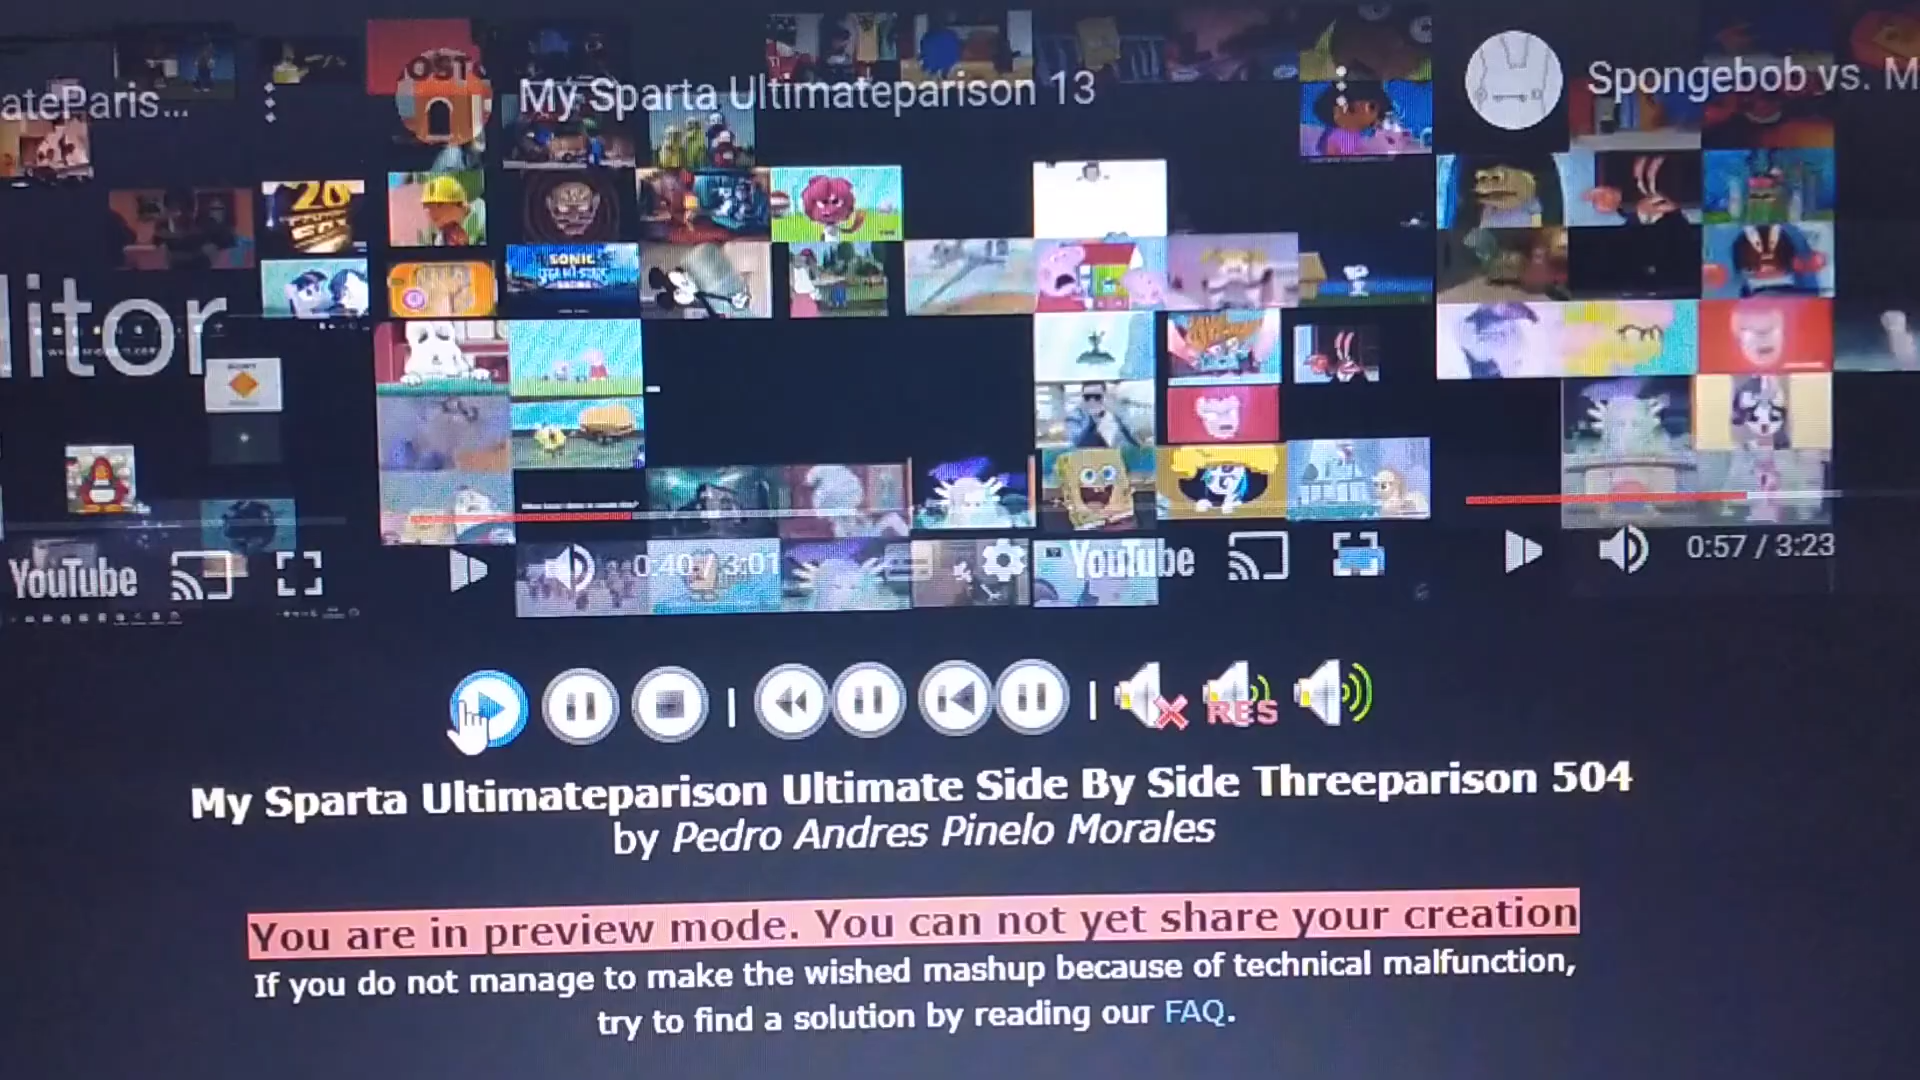 ateParis...
My Sparta Ultimateparison 13
Spongebob vs. M
litor
20
SONIC
YouTube
0:40 / 3:01
YouTube
0:57 / 3:23
RES
My Sparta Ultimateparison Ultimate Side By Side Threeparison 504
by Pedro Andres Pinelo Morales
You are in preview mode. You can not yet share your creation
If you do not manage to make the wished mashup because of technical malfunction,
try to find a solution by reading our FAQ.